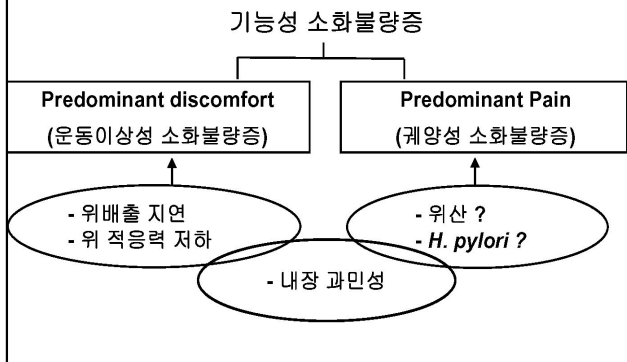 기능성 소화불량증
Predominant discomfort
(운동이상성 소화불량증)
Predominant Pain
(궤양성 소화불량증)
- 위배출 지연
- 위 적응력 저하
- 위산 ?
- H. pylori ?
- 내장 과민성